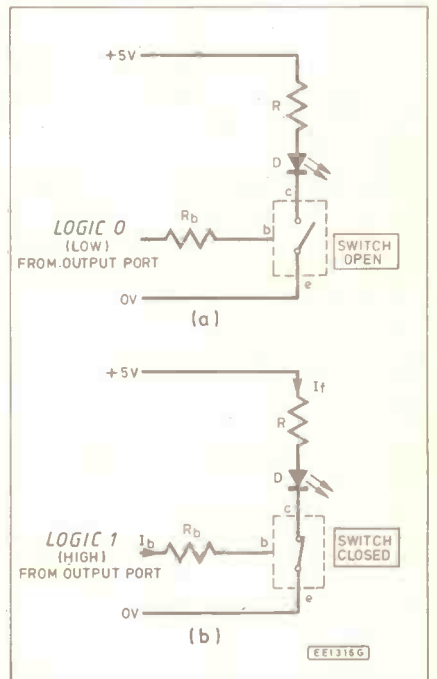 +5V
R
D
c
LOGIC 0
(LOW)
FROM OUTPUT PORT
Rb
b
SWITCH
OPEN
e
0V
(a)
+5V
If
R
D
c
LOGIC 1
(HIGH)
FROM OUTPUT PORT
Ib
Rb
b
SWITCH
CLOSED
e
0V
(b)
EE1316G